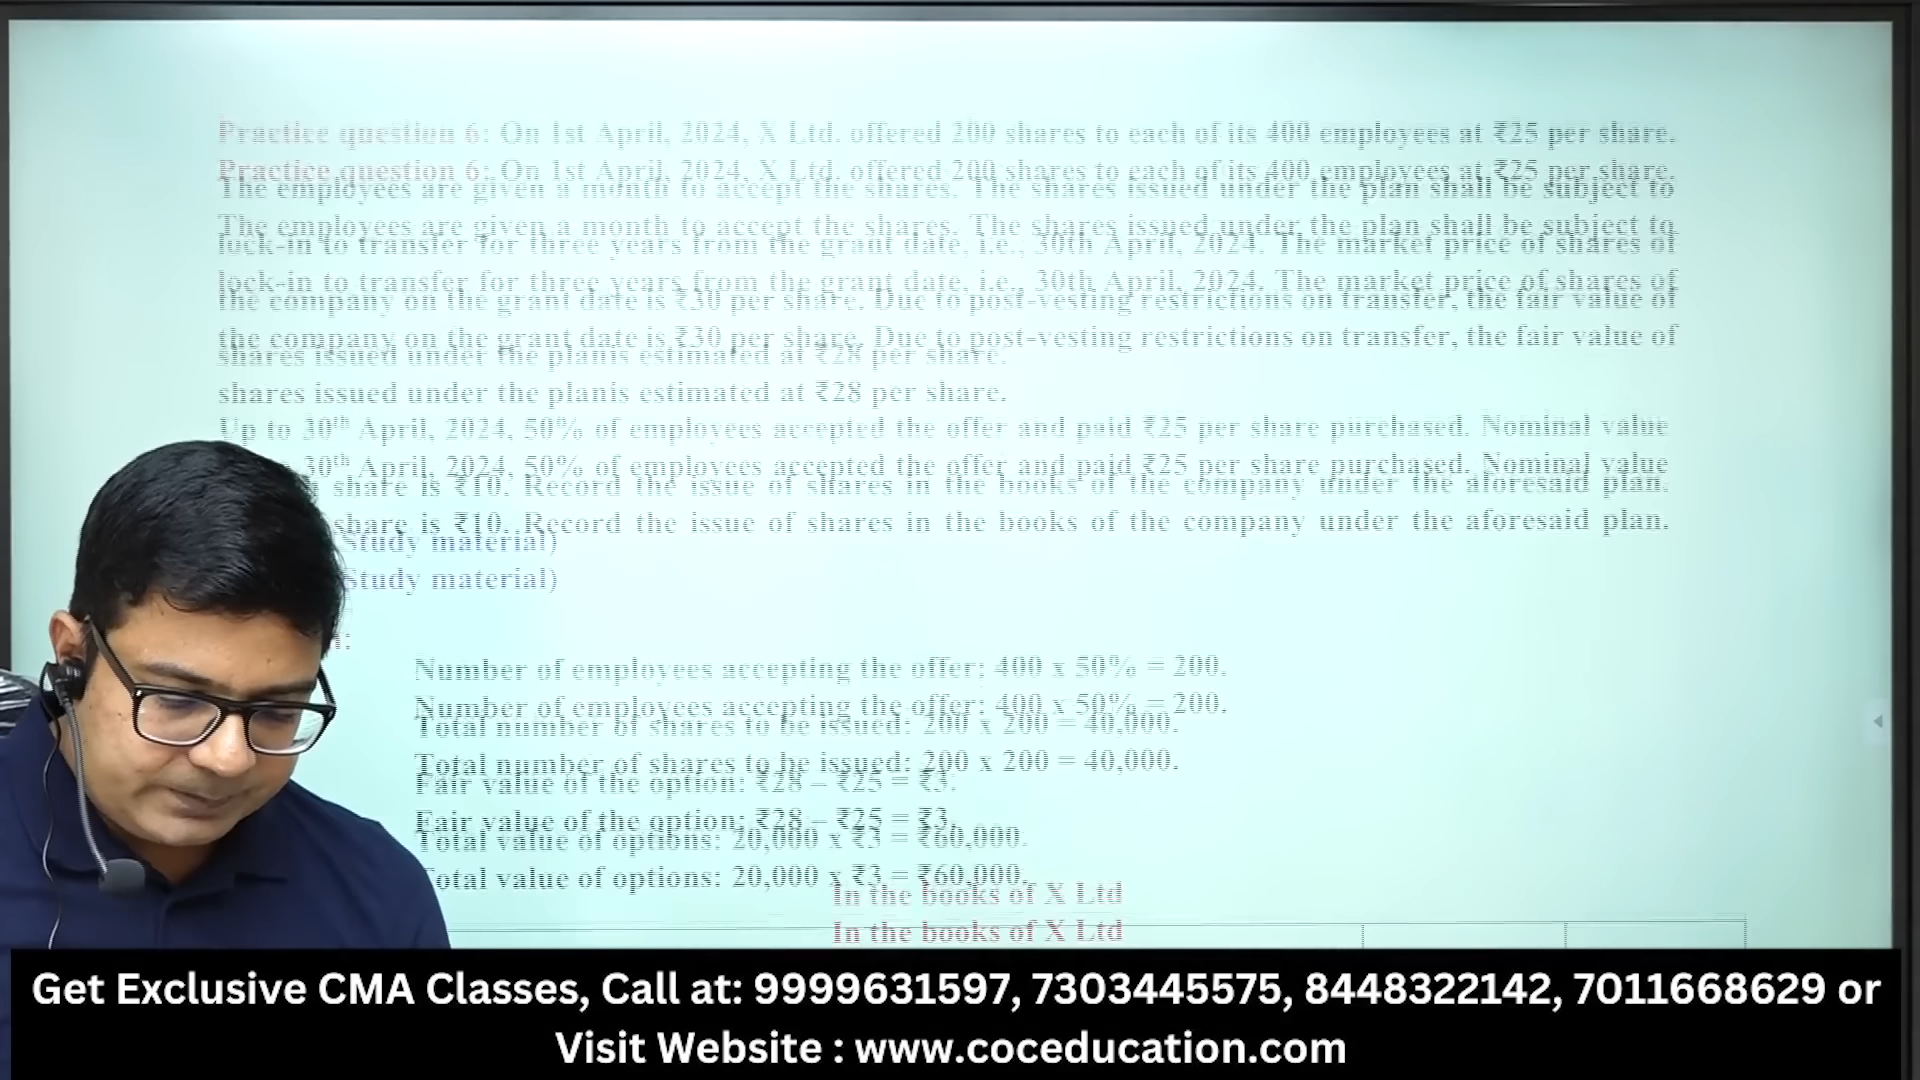 Practice question 6: On 1st April, 2024, X Ltd. offered 200 shares to each of its 400 employees at ₹25 per share.
The employees are given a month to accept the shares. The shares issued under the plan shall be subject to
lock-in to transfer for three years from the grant date, i.e., 30th April, 2024. The market price of shares of
the company on the grant date is ₹30 per share. Due to post-vesting restrictions on transfer, the fair value of
shares issued under the planis estimated at ₹28 per share.
Up to 30th April, 2024, 50% of employees accepted the offer and paid ₹25 per share purchased. Nominal value
share is ₹10. Record the issue of shares in the books of the company under the aforesaid plan.
Study material)
Number of employees accepting the offer: 400 x 50% = 200.
Total number of shares to be issued: 200 x 200 = 40,000.
Fair value of the option: ₹28 – ₹25 = ₹3.
Total value of options: 20,000 x ₹3 = ₹60,000.
In the books of X Ltd
Get Exclusive CMA Classes, Call at: 9999631597, 7303445575, 8448322142, 7011668629 or
Visit Website : www.coceducation.com